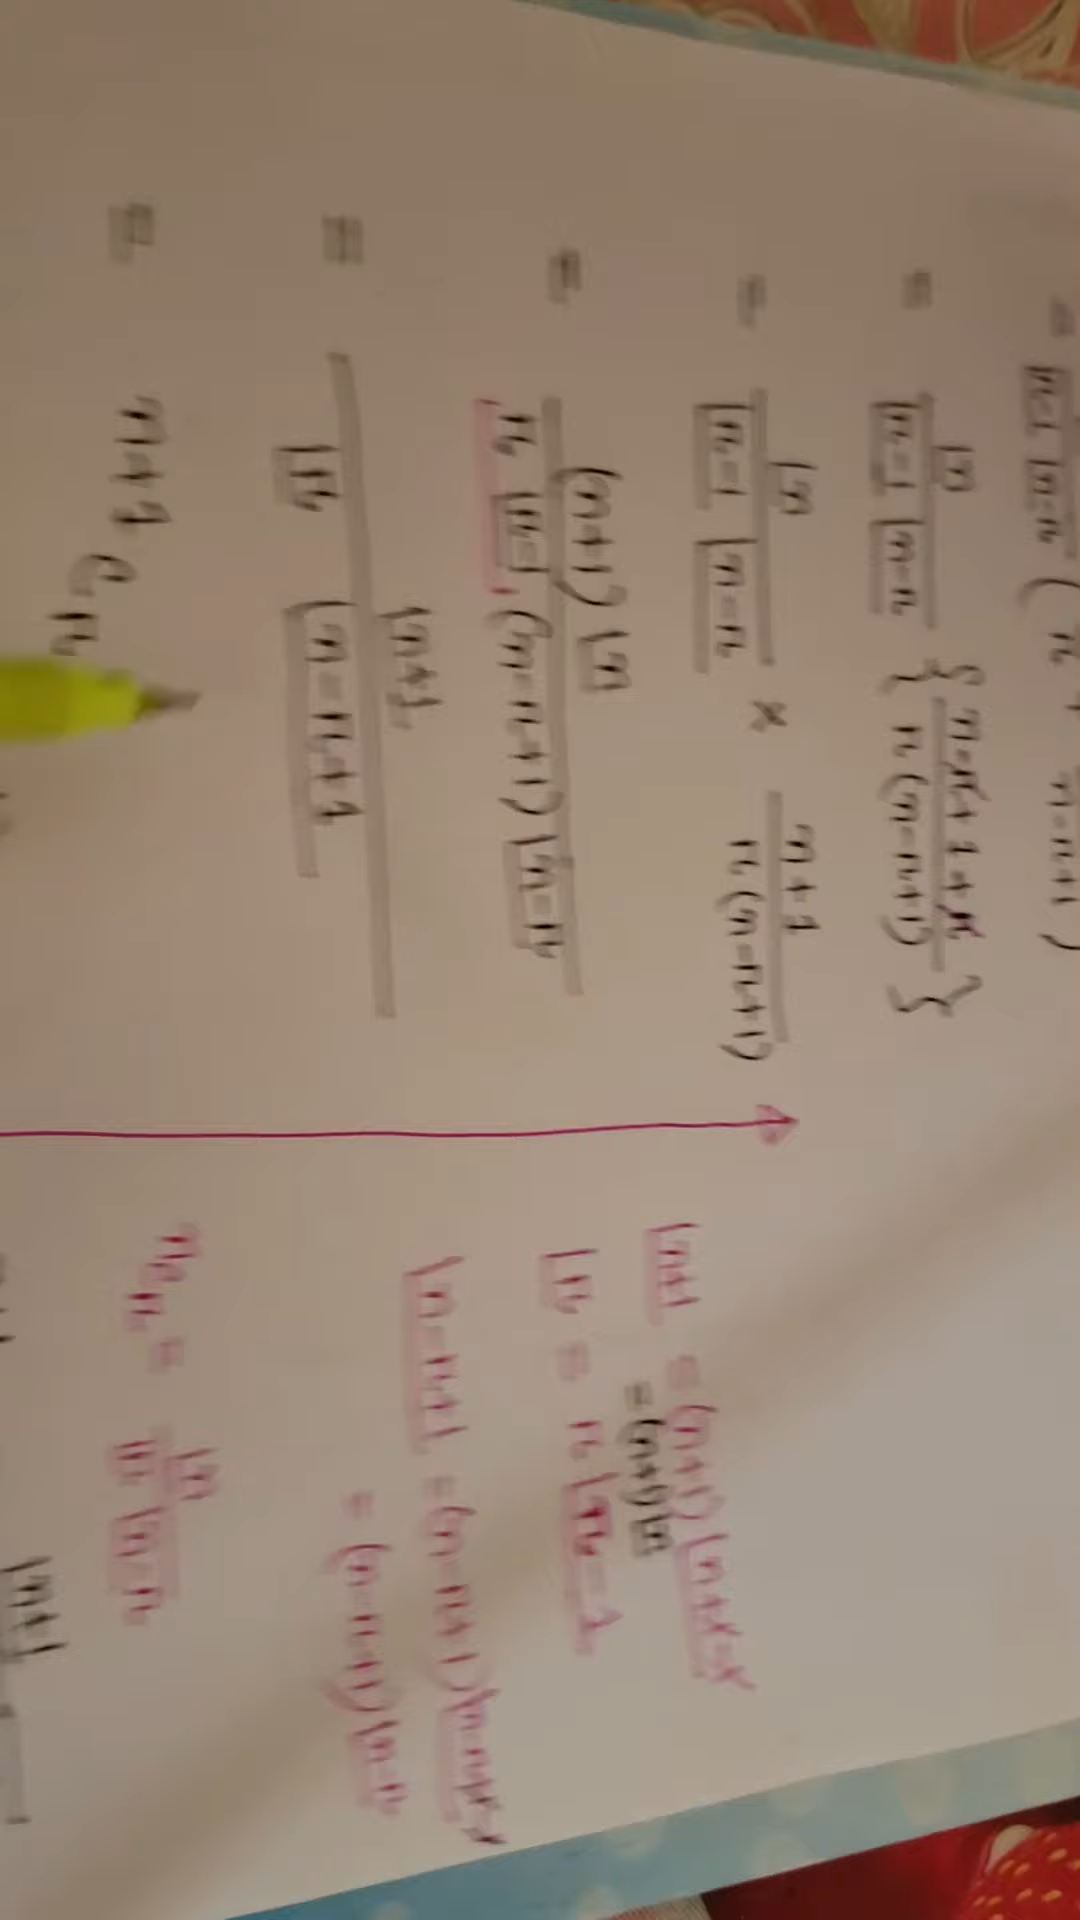 = |n / |r-1 |n-r { n-r+1+r / r(n-r+1) }
= |n / |r-1 |n-r × n+1 / r(n-r+1)
= (n+1) |n / r |r-1 (n-r+1) |n-r
= |n+1 / |r |n-r+1
= n+1 c r
|n+1 = (n+1) |n+1-1
= (n+1) |n
|r = r |r-1
|n-r+1 = (n-r+1) |n-r+1-1
= (n-r+1) |n-r
n c r = |n / |r |n-r
|n+1